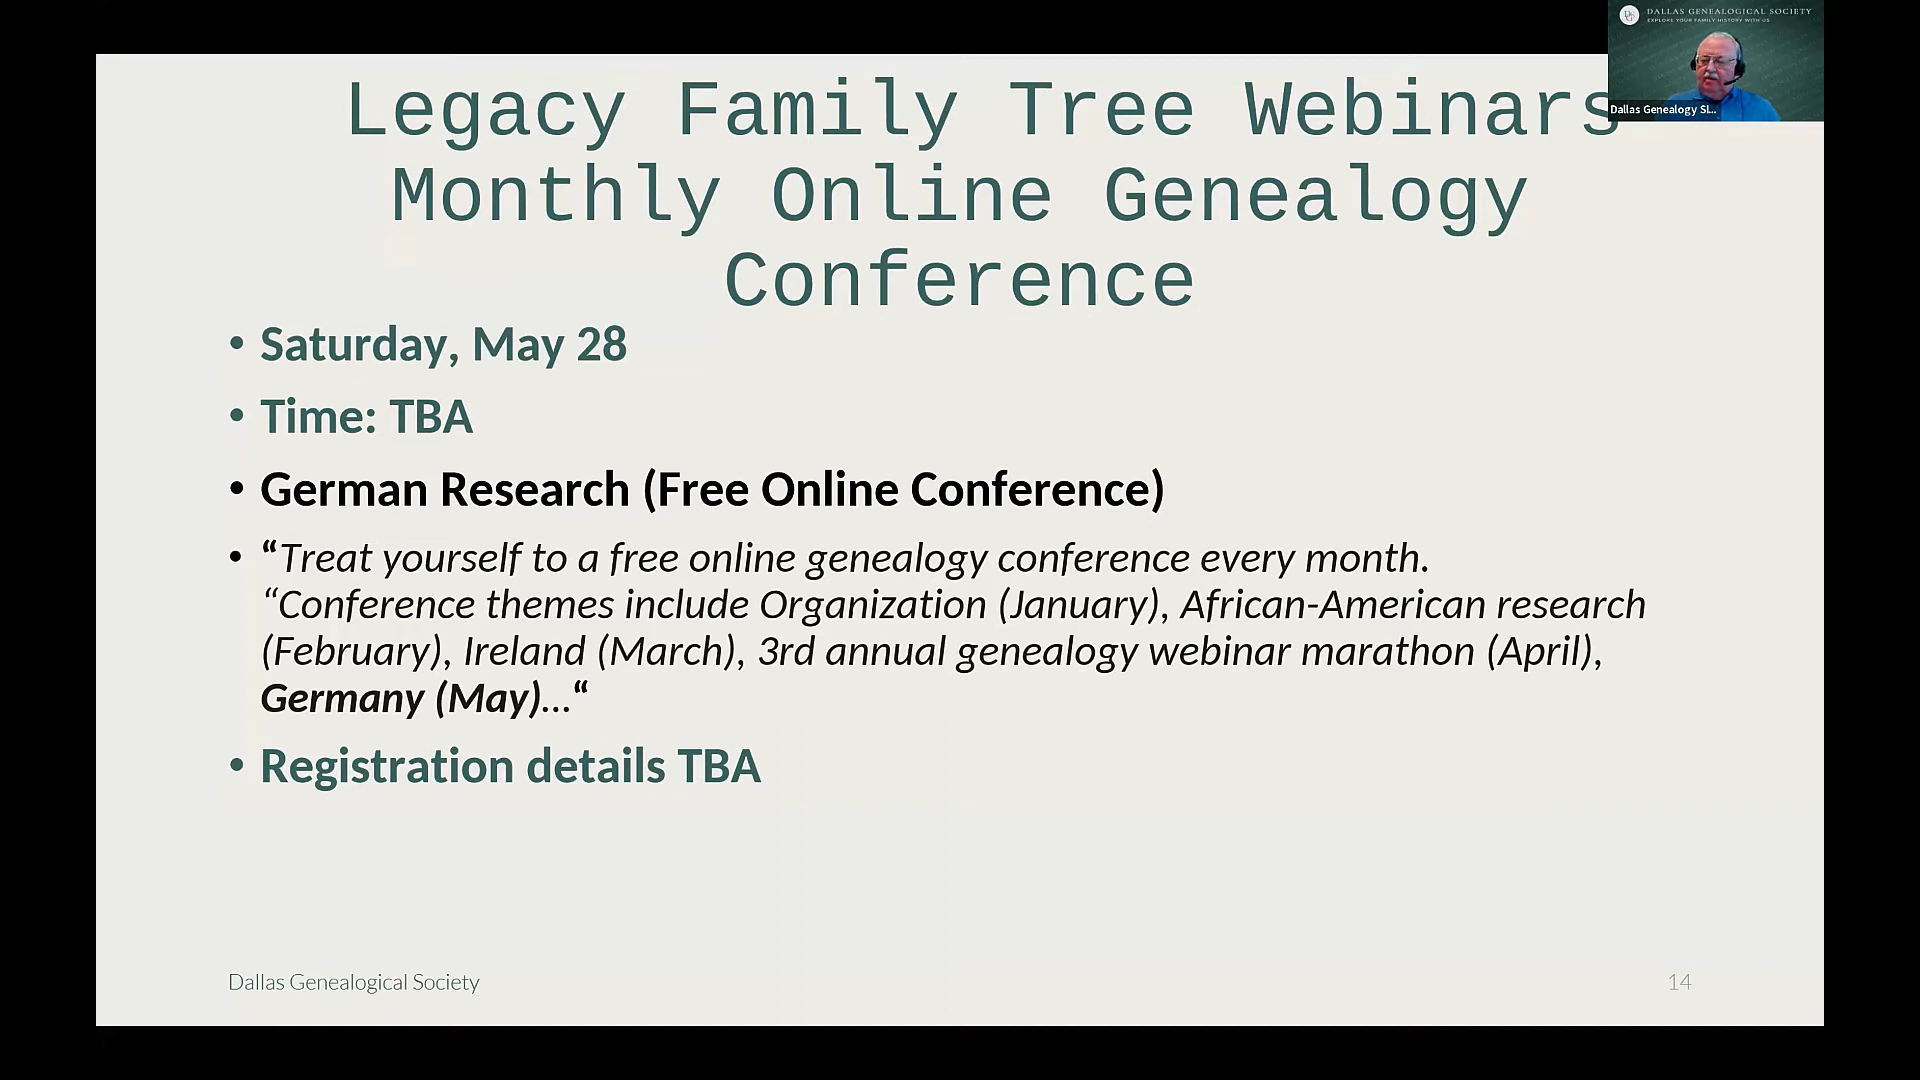 DALLAS GENEALOGICAL SOCIETY
EXPLORE YOUR FAMILY HISTORY WITH US
Dallas Genealogy SI...
Legacy Family Tree Webinars
Monthly Online Genealogy
Conference
• Saturday, May 28
• Time: TBA
• German Research (Free Online Conference)
• “Treat yourself to a free online genealogy conference every month.
“Conference themes include Organization (January), African-American research
(February), Ireland (March), 3rd annual genealogy webinar marathon (April),
Germany (May)…“
• Registration details TBA
Dallas Genealogical Society
14